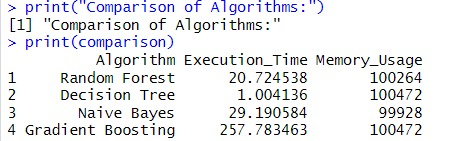 > print("Comparison of Algorithms:")
[1] "Comparison of Algorithms:"
> print(comparison)
          Algorithm Execution_Time Memory_Usage
1     Random Forest      20.724538       100264
2     Decision Tree       1.004136       100472
3       Naive Bayes      29.190584        99928
4 Gradient Boosting     257.783463       100472